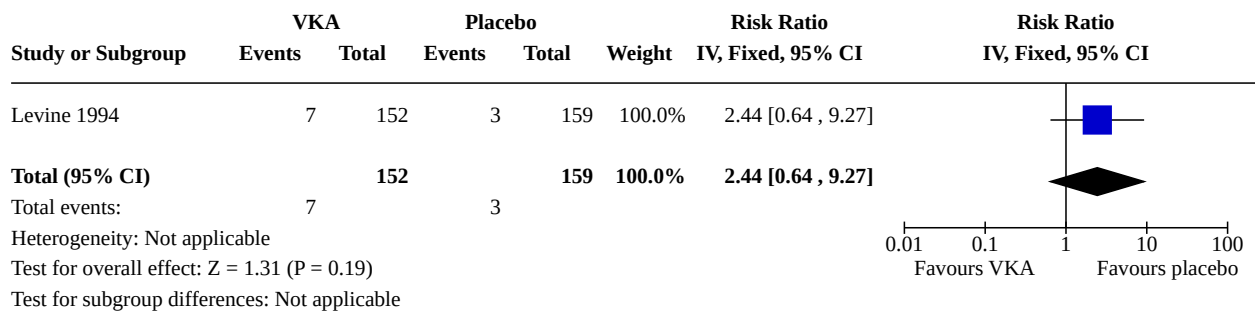 VKA Placebo Risk Ratio Risk Ratio
Study or Subgroup Events Total Events Total Weight IV, Fixed, 95% CI IV, Fixed, 95% CI
Levine 1994 7 152 3 159 100.0% 2.44 [0.64 , 9.27]
Total (95% CI) 152 159 100.0% 2.44 [0.64 , 9.27]
Total events: 7 3
Heterogeneity: Not applicable
0.01 0.1 1 10 100
Test for overall effect: Z = 1.31 (P = 0.19) Favours VKA Favours placebo
Test for subgroup differences: Not applicable